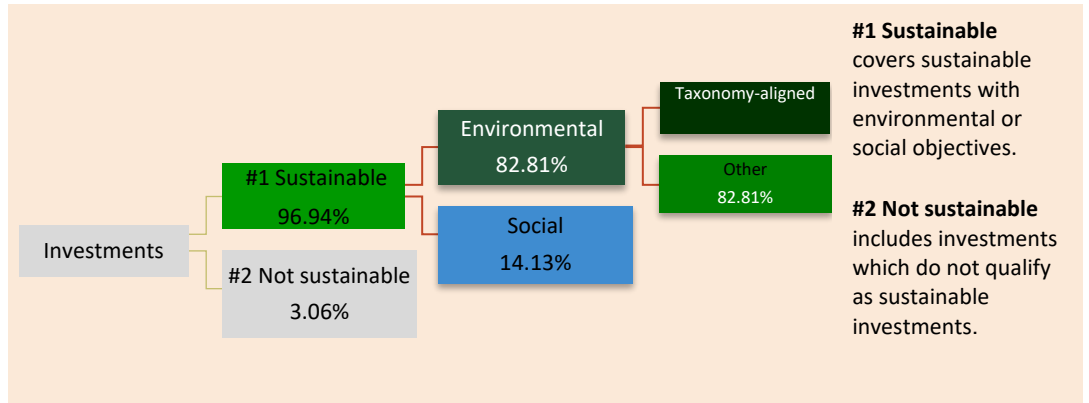 Investments
#1 Sustainable
96.94%
#2 Not sustainable
3.06%
Environmental
82.81%
Social
14.13%
Taxonomy-aligned
Other
82.81%
#1 Sustainable
covers sustainable
investments with
environmental or
social objectives.
#2 Not sustainable
includes investments
which do not qualify
as sustainable
investments.